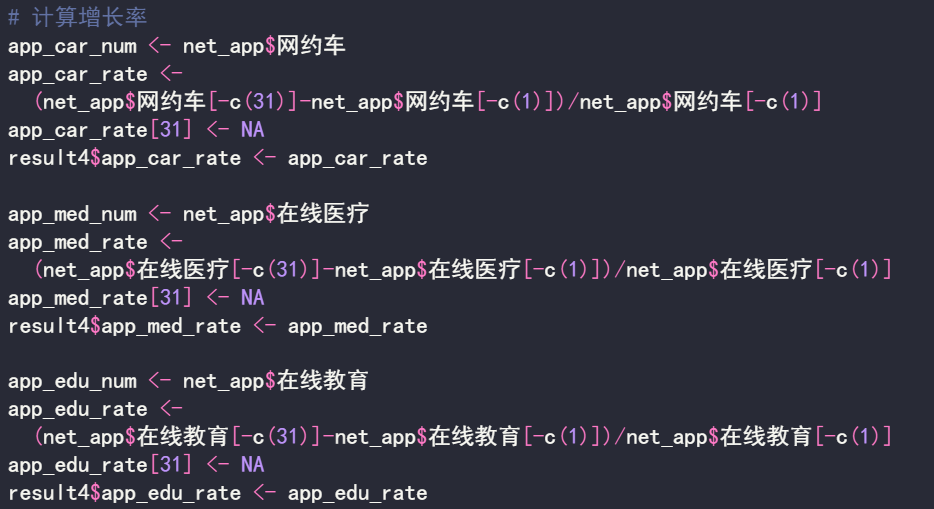 # 计算增长率
app_car_num <- net_app$网约车
app_car_rate <-
  (net_app$网约车[-c(31)]-net_app$网约车[-c(1)])/net_app$网约车[-c(1)]
app_car_rate[31] <- NA
result4$app_car_rate <- app_car_rate

app_med_num <- net_app$在线医疗
app_med_rate <-
  (net_app$在线医疗[-c(31)]-net_app$在线医疗[-c(1)])/net_app$在线医疗[-c(1)]
app_med_rate[31] <- NA
result4$app_med_rate <- app_med_rate

app_edu_num <- net_app$在线教育
app_edu_rate <-
  (net_app$在线教育[-c(31)]-net_app$在线教育[-c(1)])/net_app$在线教育[-c(1)]
app_edu_rate[31] <- NA
result4$app_edu_rate <- app_edu_rate